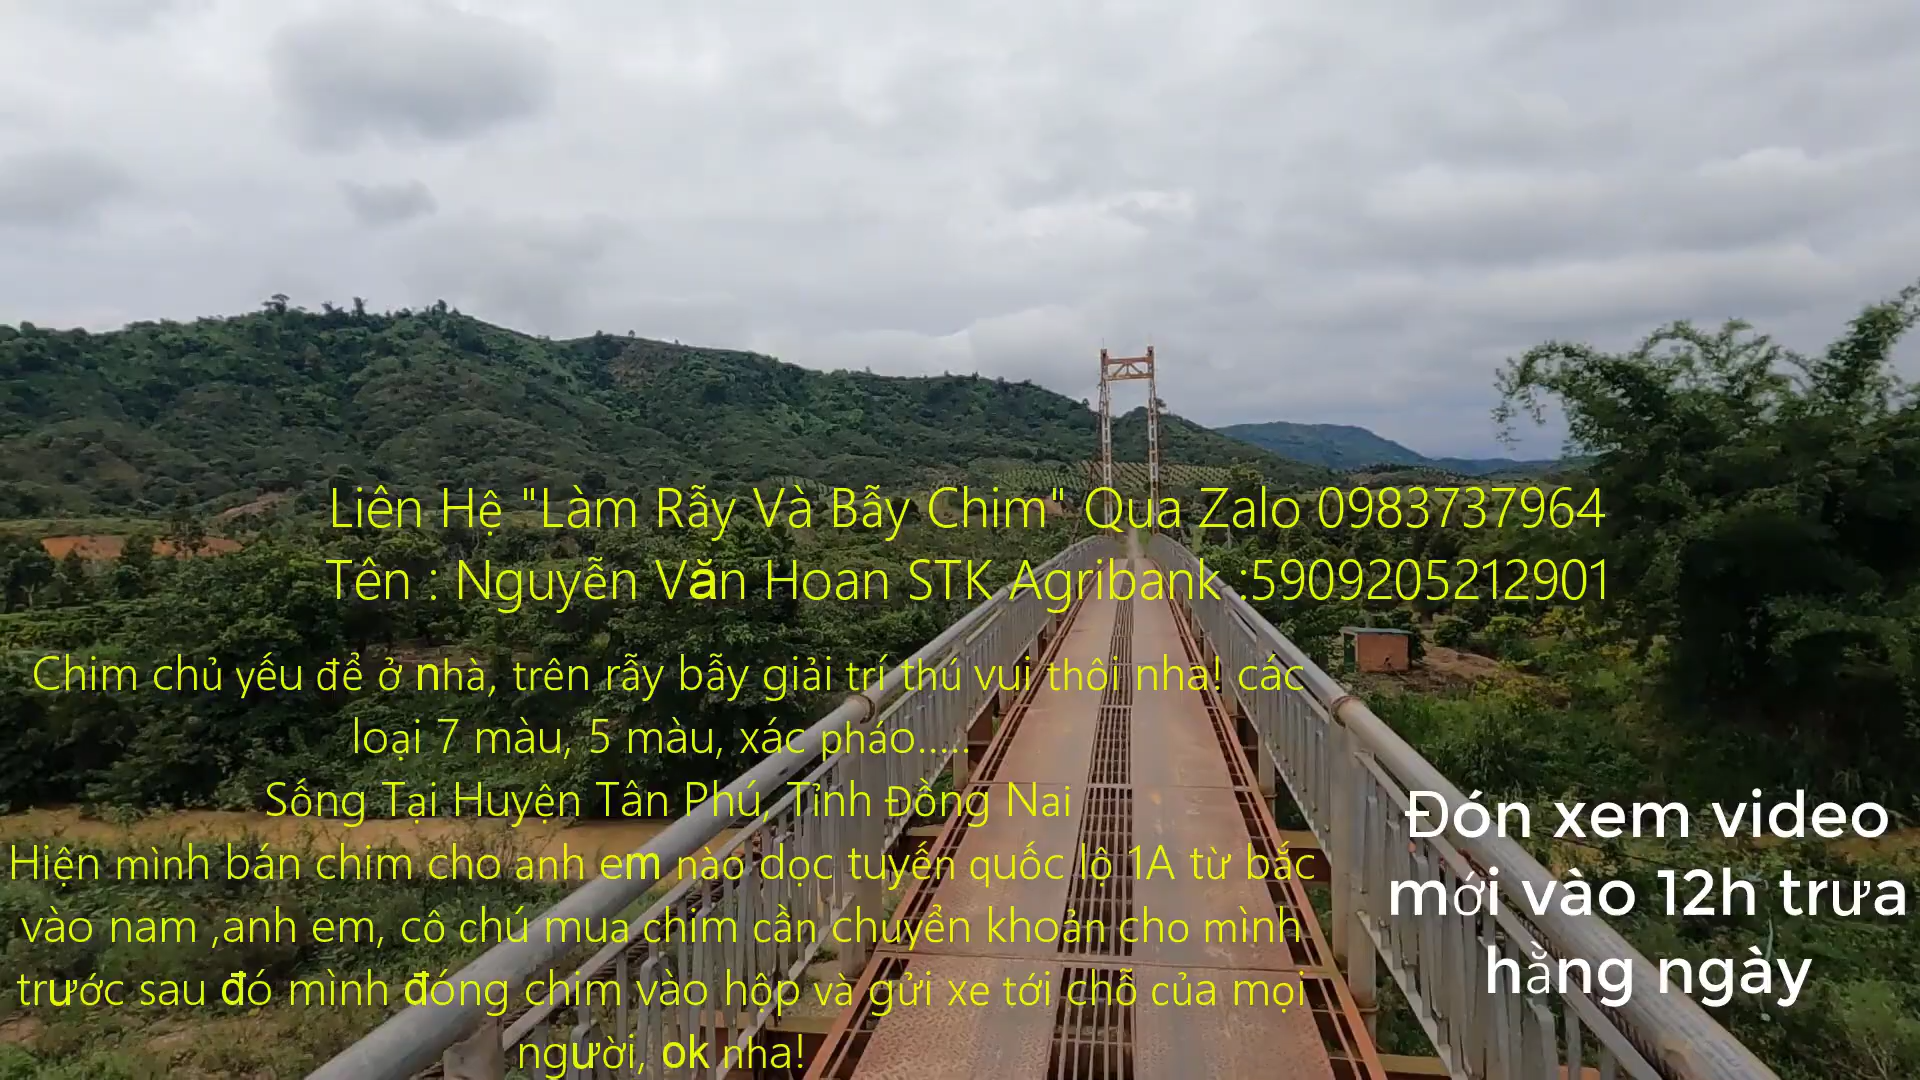 Liên Hệ "Làm Rẫy Và Bẫy Chim" Qua Zalo 0983737964
Tên : Nguyễn Văn Hoan STK Agribank :5909205212901
Chim chủ yếu để ở nhà, trên rẫy bẫy giải trí thú vui thôi nha! các
loại 7 màu, 5 màu, xác pháo.....
Sống Tại Huyện Tân Phú, Tỉnh Đồng Nai
Hiện mình bán chim cho anh em nào dọc tuyến quốc lộ 1A từ bắc
vào nam ,anh em, cô chú mua chim cần chuyển khoản cho mình
trước sau đó mình đóng chim vào hộp và gửi xe tới chỗ của mọi
người, ok nha!
Đón xem video
mới vào 12h trưa
hằng ngày